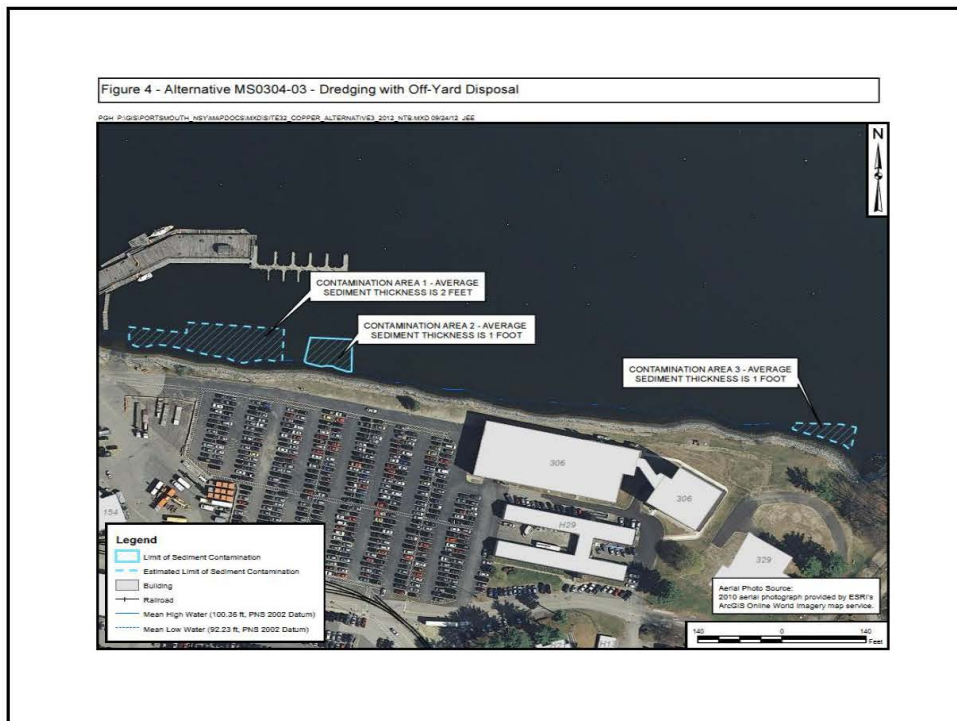 Figure 4 - Alternative MS0304-03 - Dredging with Off-Yard Disposal
PGH P:\GIS\PORTSMOUTH_NSY\MAPDOCS\MXD\SITE32_COPPER_ALTERNATIVE3_2012_NTB.MXD 09/24/12 JEE
N
CONTAMINATION AREA 1 - AVERAGE
SEDIMENT THICKNESS IS 2 FEET
CONTAMINATION AREA 2 - AVERAGE
SEDIMENT THICKNESS IS 1 FOOT
CONTAMINATION AREA 3 - AVERAGE
SEDIMENT THICKNESS IS 1 FOOT
306
306
154
H29
329
Legend
Limit of Sediment Contamination
Estimated Limit of Sediment Contamination
Building
Railroad
Mean High Water (100.36 ft, PNS 2002 Datum)
Mean Low Water (92.23 ft, PNS 2002 Datum)
Aerial Photo Source:
2010 aerial photograph provided by ESRI's
ArcGIS Online World Imagery map service.
140 0 140
Feet
H13